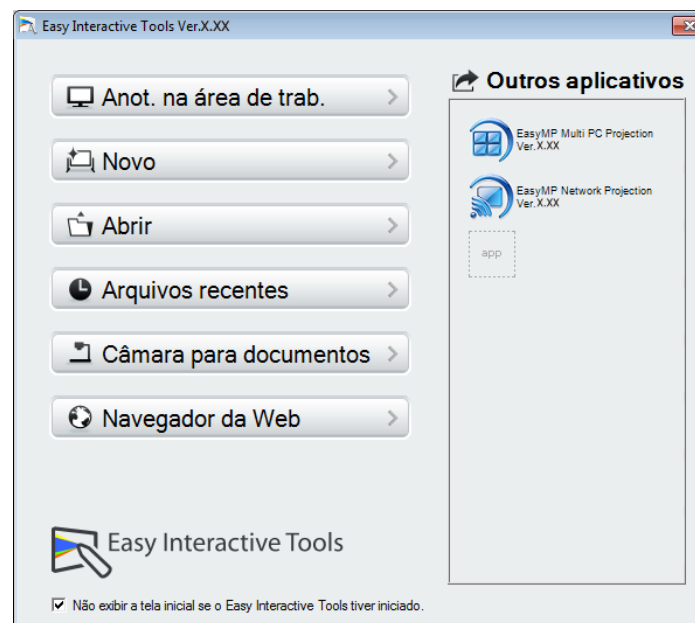 Easy Interactive Tools Ver.X.XX
Anot. na área de trab.
Novo
Abrir
Arquivos recentes
Câmara para documentos
Navegador da Web
Outros aplicativos
EasyMP Multi PC Projection
Ver.X.XX
EasyMP Network Projection
Ver.X.XX
app
Easy Interactive Tools
Não exibir a tela inicial se o Easy Interactive Tools tiver iniciado.